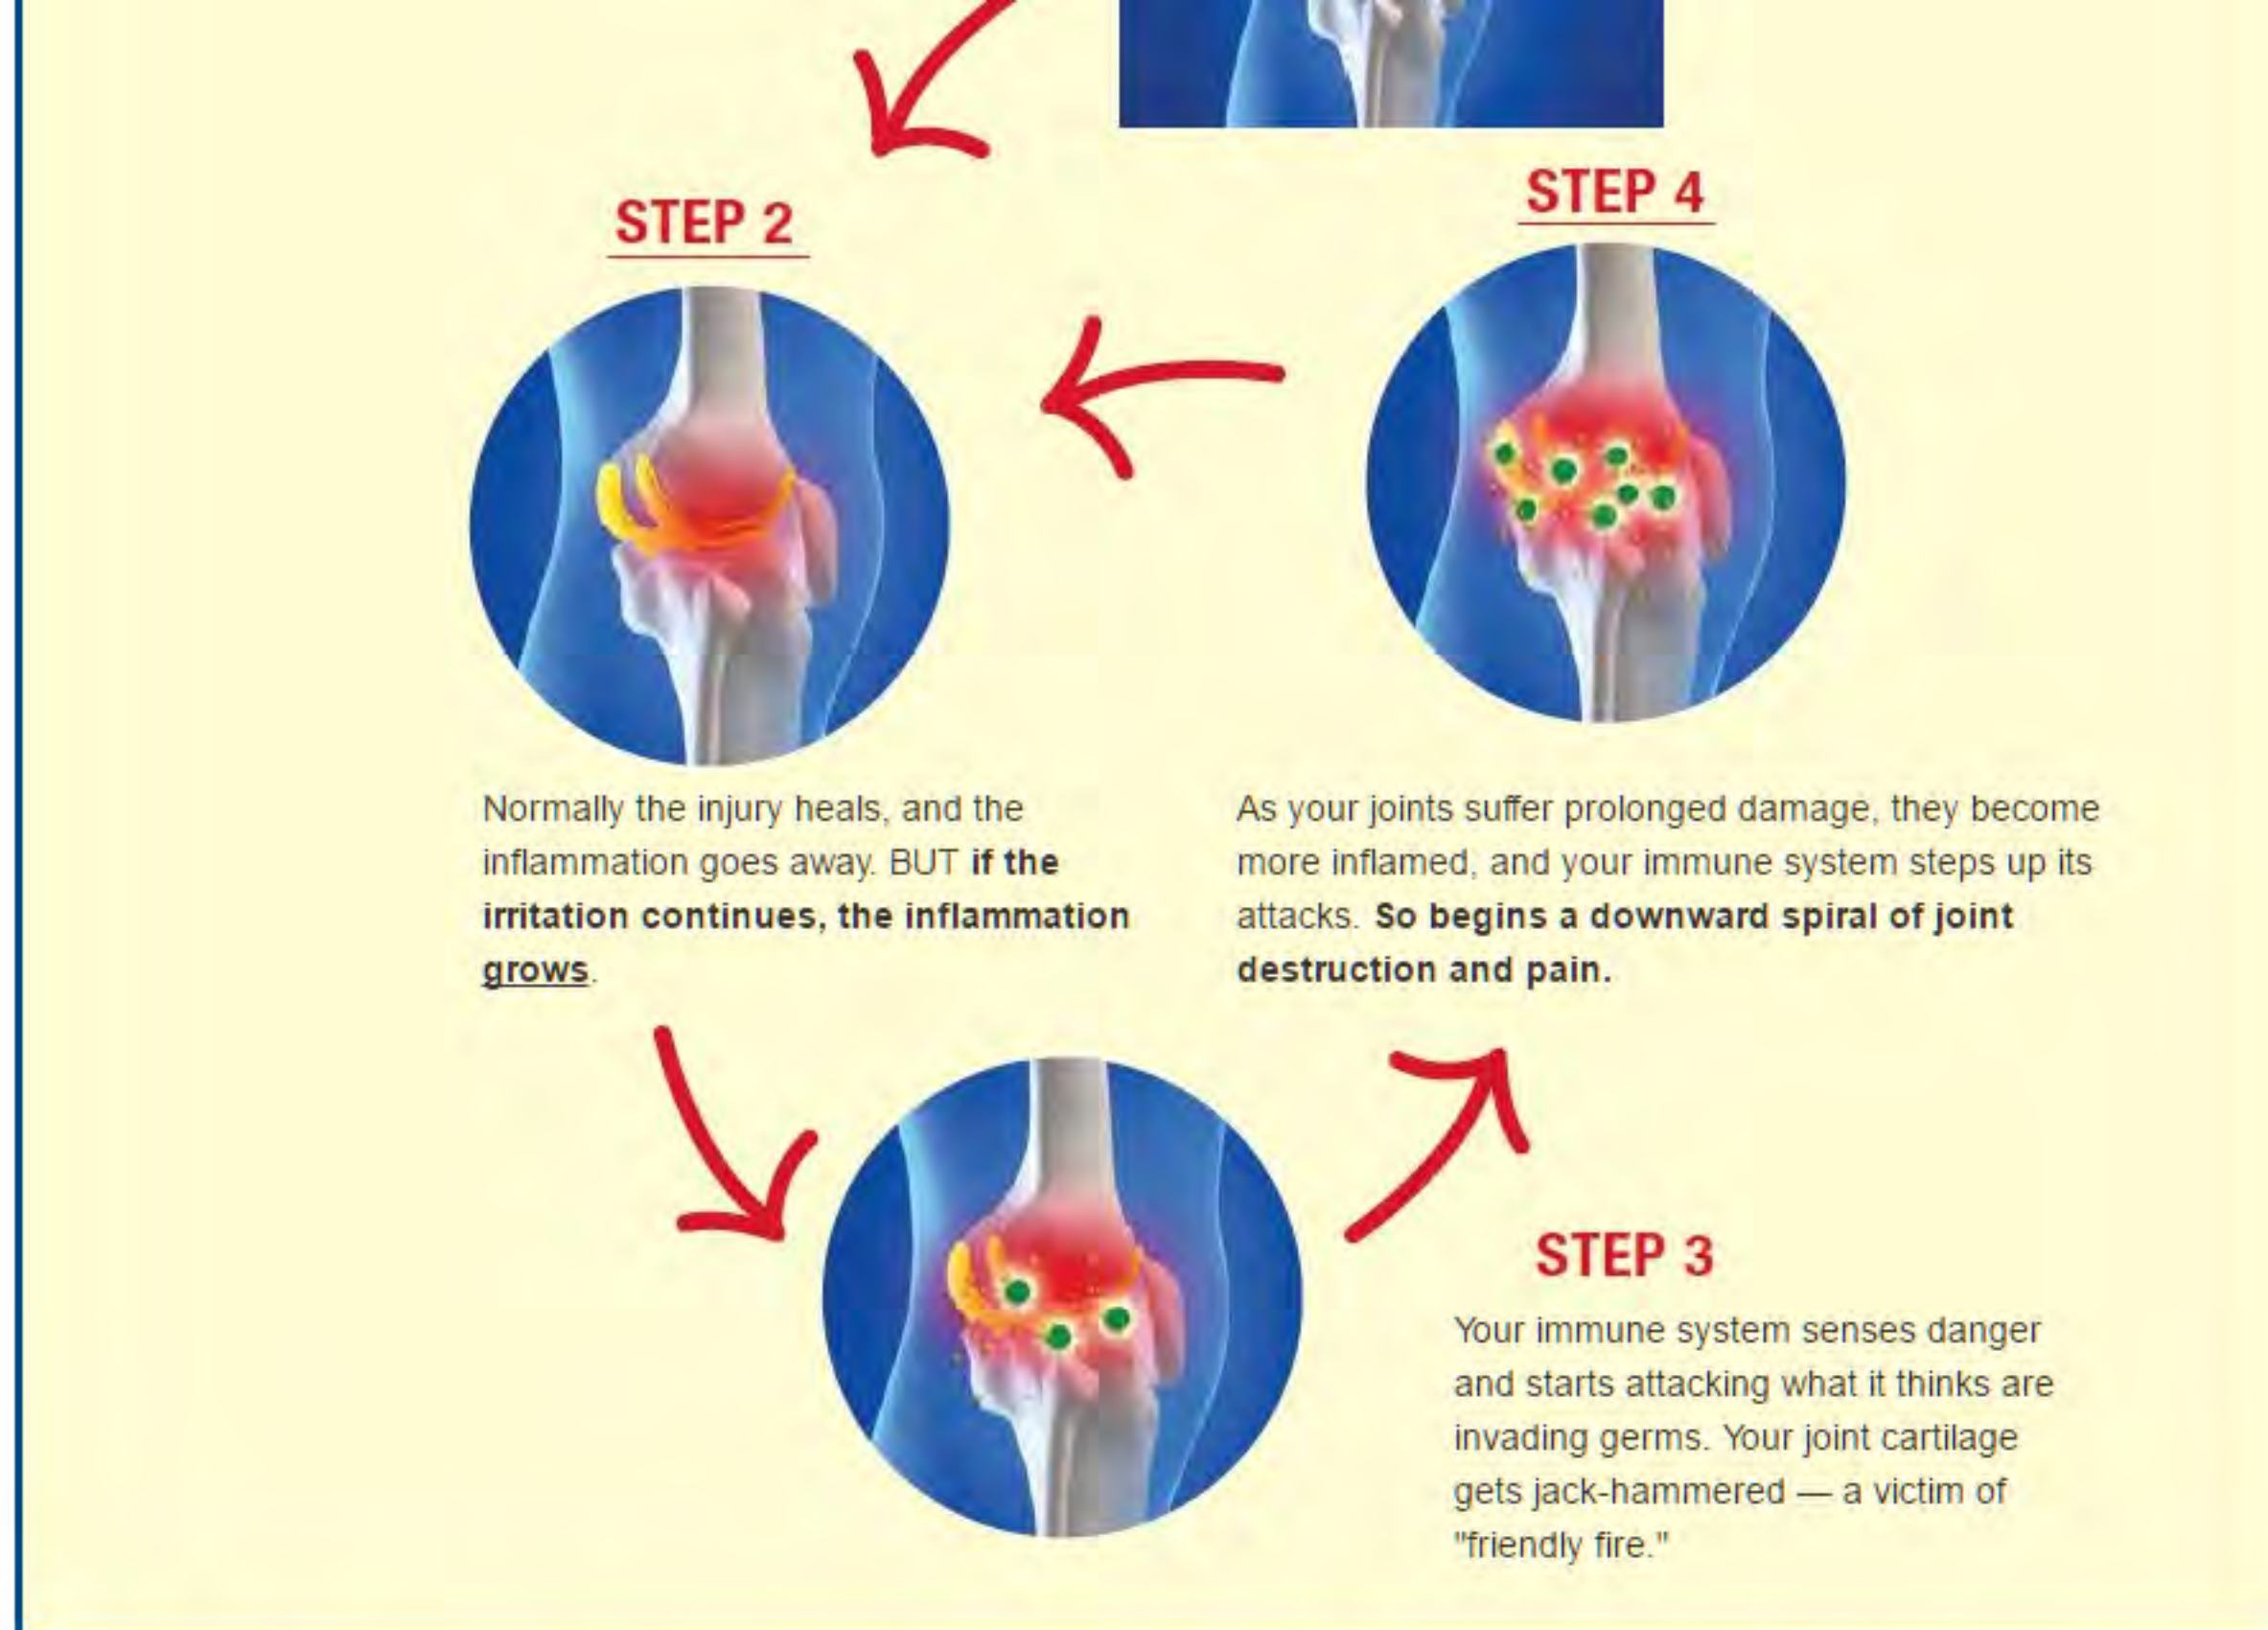 STEP 2
Normally the injury heals, and the
inflammation goes away. BUT if the
irritation continues, the inflammation
grows.
STEP 3
Your immune system senses danger
and starts attacking what it thinks are
invading germs. Your joint cartilage
gets jack-hammered — a victim of
"friendly fire."
STEP 4
As your joints suffer prolonged damage, they become
more inflamed, and your immune system steps up its
attacks. So begins a downward spiral of joint
destruction and pain.